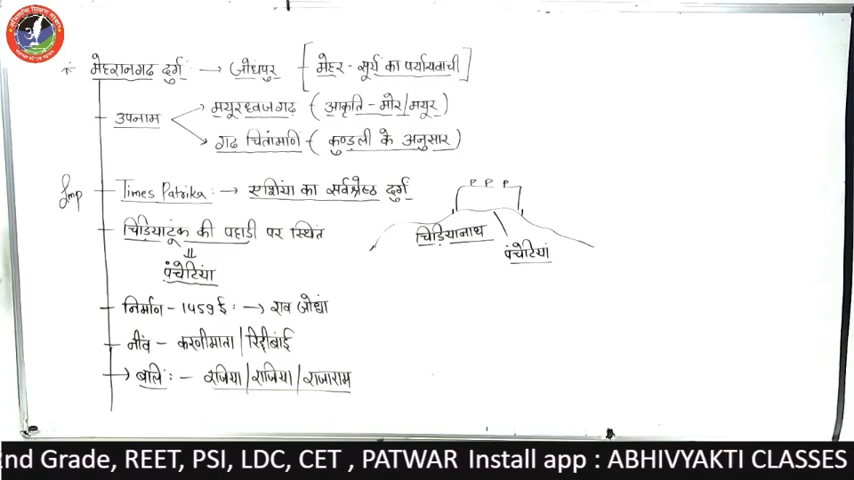 मेहरानगढ दुर्ग → जोधपुर - [मेहर - सूर्य का पर्यायवाची]
- उपनाम
→ मयूरध्वजगढ़ (आकृति - मोर/मयूर)
→ गढ चिंतामणि - (कुण्डली के अनुसार)
Imp - Times Patrika: → एशिया का सर्वश्रेष्ठ दुर्ग
- चिडियाटूंक की पहाडी पर स्थित
॥
पंचेटिया
चिडियानाथ
पंचेटियां
P P P
- निर्माण - 1459 ई: → राव जोधा
- नींव - करणीमाता/रिद्दीबाई
→ बलि: - रजिया/राजिया/राजाराम
2nd Grade, REET, PSI, LDC, CET , PATWAR Install app : ABHIVYAKTI CLASSES